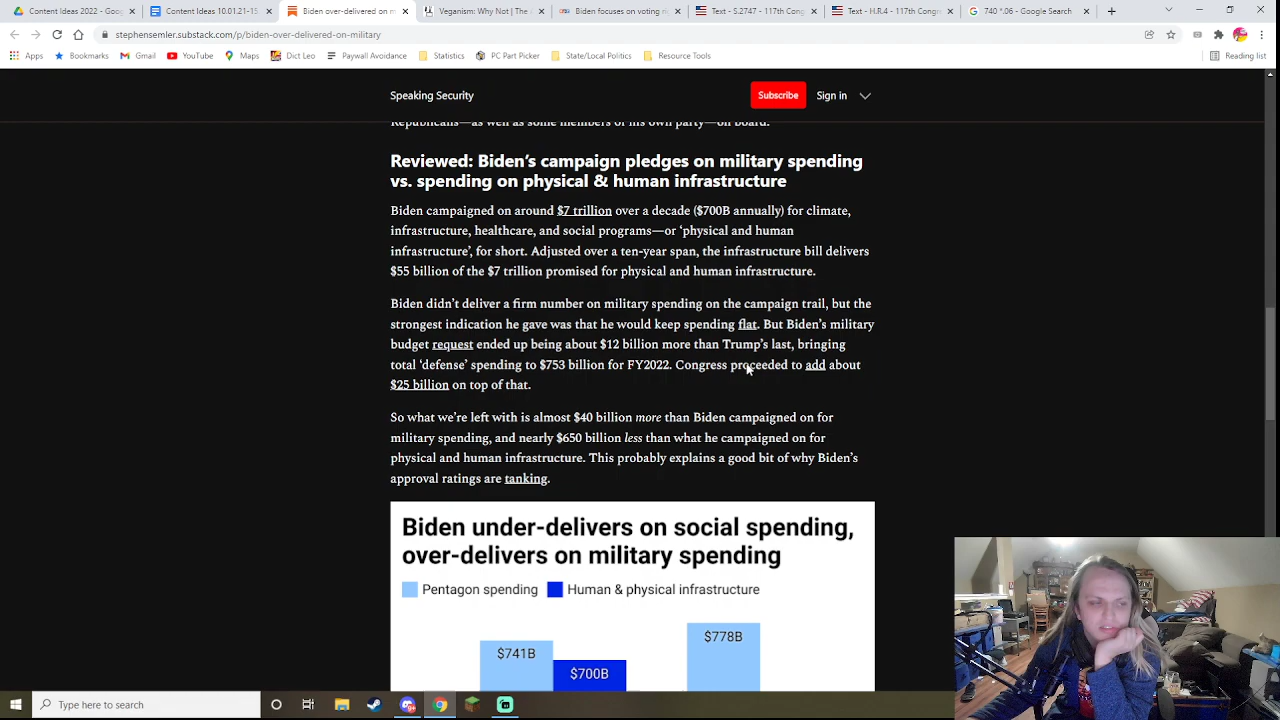 Content Ideas 2022 - Goog
Content Ideas 10.01.21-15
Biden over-delivered on m
Veganism: Why Not | The L
Biden focuses on voting ri
Text - S.2747 - 117th Cong
Text - H.R.4 - 117th Congr
740 *.06 - Google Search
stephensemler.substack.com/p/biden-over-delivered-on-military
Apps
Bookmarks
Gmail
YouTube
Maps
Dict Leo
Paywall Avoidance
Statistics
PC Part Picker
State/Local Politics
Resource Tools
Reading list
Speaking Security
Subscribe
Sign in
Republicans—as well as some members of his own party—on board.
Reviewed: Biden's campaign pledges on military spending
vs. spending on physical & human infrastructure
Biden campaigned on around $7 trillion over a decade ($700B annually) for climate,
infrastructure, healthcare, and social programs—or ‘physical and human
infrastructure’, for short. Adjusted over a ten-year span, the infrastructure bill delivers
$55 billion of the $7 trillion promised for physical and human infrastructure.
Biden didn’t deliver a firm number on military spending on the campaign trail, but the
strongest indication he gave was that he would keep spending flat. But Biden’s military
budget request ended up being about $12 billion more than Trump’s last, bringing
total ‘defense’ spending to $753 billion for FY2022. Congress proceeded to add about
$25 billion on top of that.
So what we’re left with is almost $40 billion more than Biden campaigned on for
military spending, and nearly $650 billion less than what he campaigned on for
physical and human infrastructure. This probably explains a good bit of why Biden’s
approval ratings are tanking.
Biden under-delivers on social spending,
over-delivers on military spending
Pentagon spending
Human & physical infrastructure
$778B
$741B
$700B
Type here to search